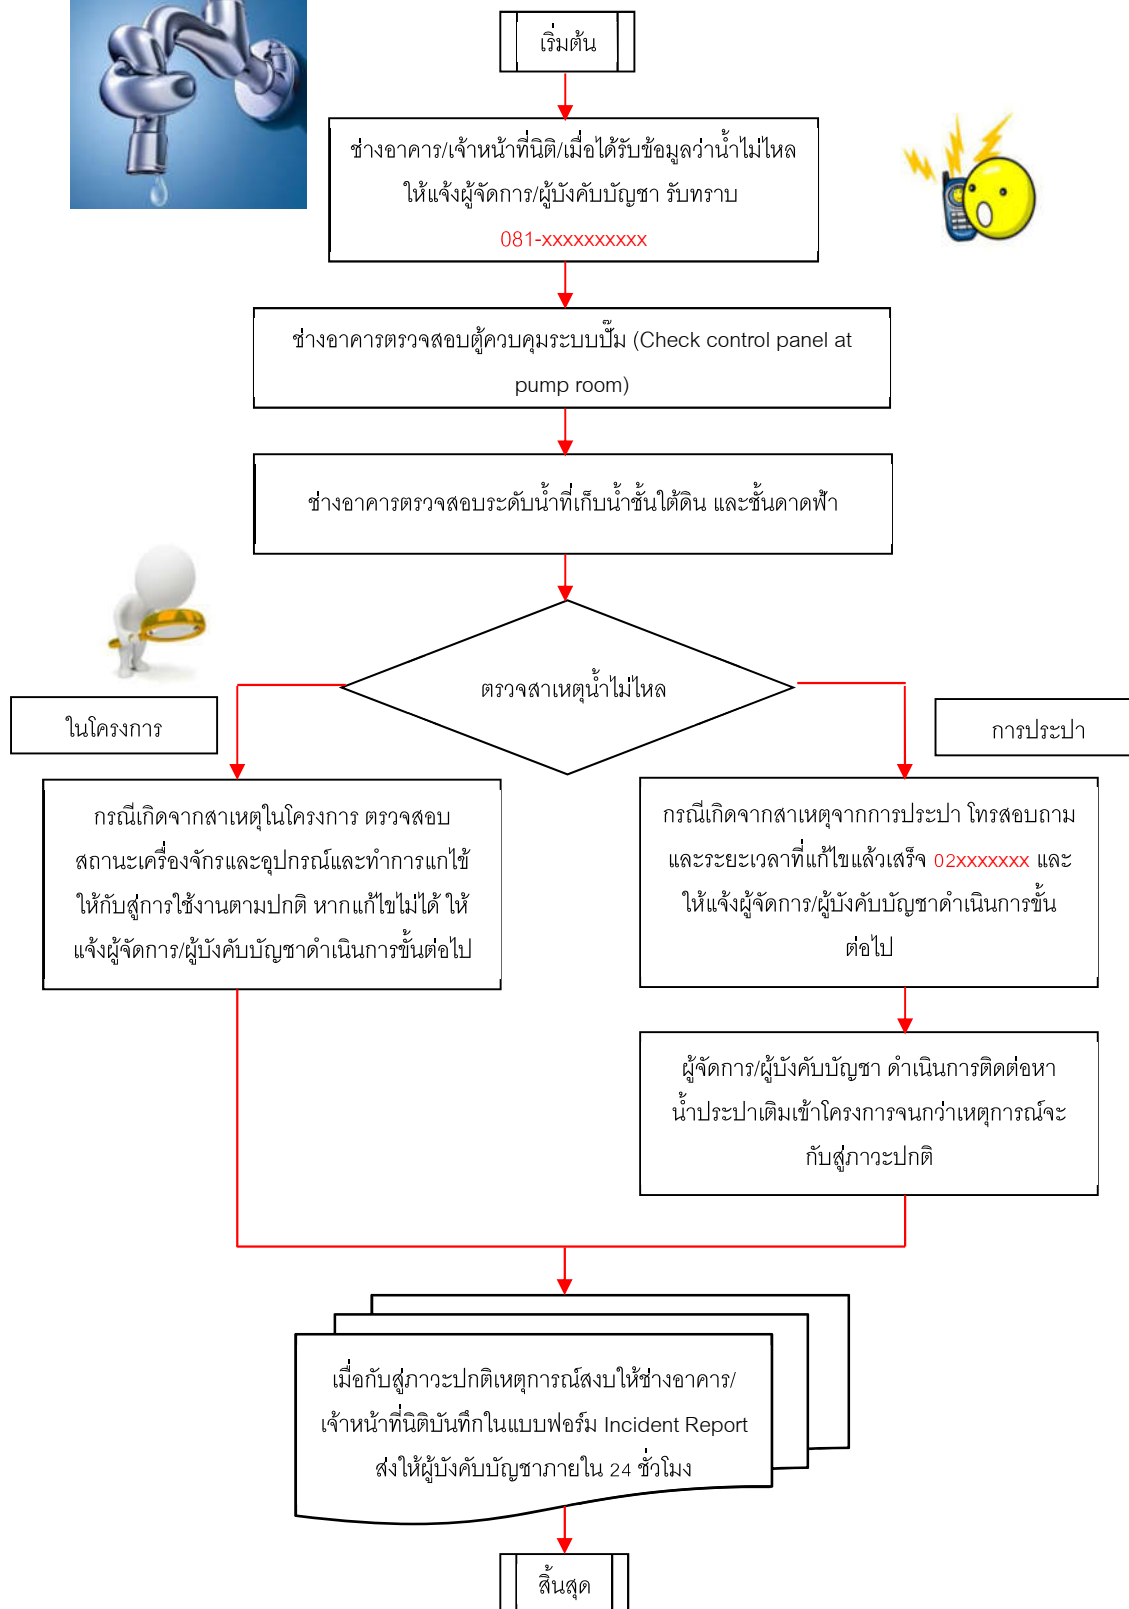 เริ่มต้น
ช่างอาคาร/เจ้าหน้าที่นิติ/เมื่อได้รับข้อมูลว่าน้ำไม่ไหล
ให้แจ้งผู้จัดการ/ผู้บังคับบัญชา รับทราบ
081-xxxxxxxxxx
ช่างอาคารตรวจสอบตู้ควบคุมระบบปั๊ม (Check control panel at
pump room)
ช่างอาคารตรวจสอบระดับน้ำที่เก็บน้ำชั้นใต้ดิน และชั้นดาดฟ้า
ตรวจสาเหตุน้ำไม่ไหล
ในโครงการ
การประปา
กรณีเกิดจากสาเหตุในโครงการ ตรวจสอบ
สถานะเครื่องจักรและอุปกรณ์และทำการแกไข้
ให้กับสู่การใช้งานตามปกติ หากแก้ไขไม่ได้ ให้
แจ้งผู้จัดการ/ผู้บังคับบัญชาดำเนินการขั้นต่อไป
กรณีเกิดจากสาเหตุจากการประปา โทรสอบถาม
และระยะเวลาที่แก้ไขแล้วเสร็จ 02xxxxxxx และ
ให้แจ้งผู้จัดการ/ผู้บังคับบัญชาดำเนินการขั้น
ต่อไป
ผู้จัดการ/ผู้บังคับบัญชา ดำเนินการติดต่อหา
น้ำประปาเติมเข้าโครงการจนกว่าเหตุการณ์จะ
กับสู่ภาวะปกติ
เมื่อกับสู่ภาวะปกติเหตุการณ์สงบให้ช่างอาคาร/
เจ้าหน้าที่นิติบันทึกในแบบฟอร์ม Incident Report
ส่งให้ผู้บังคับบัญชาภายใน 24 ชั่วโมง
สิ้นสุด